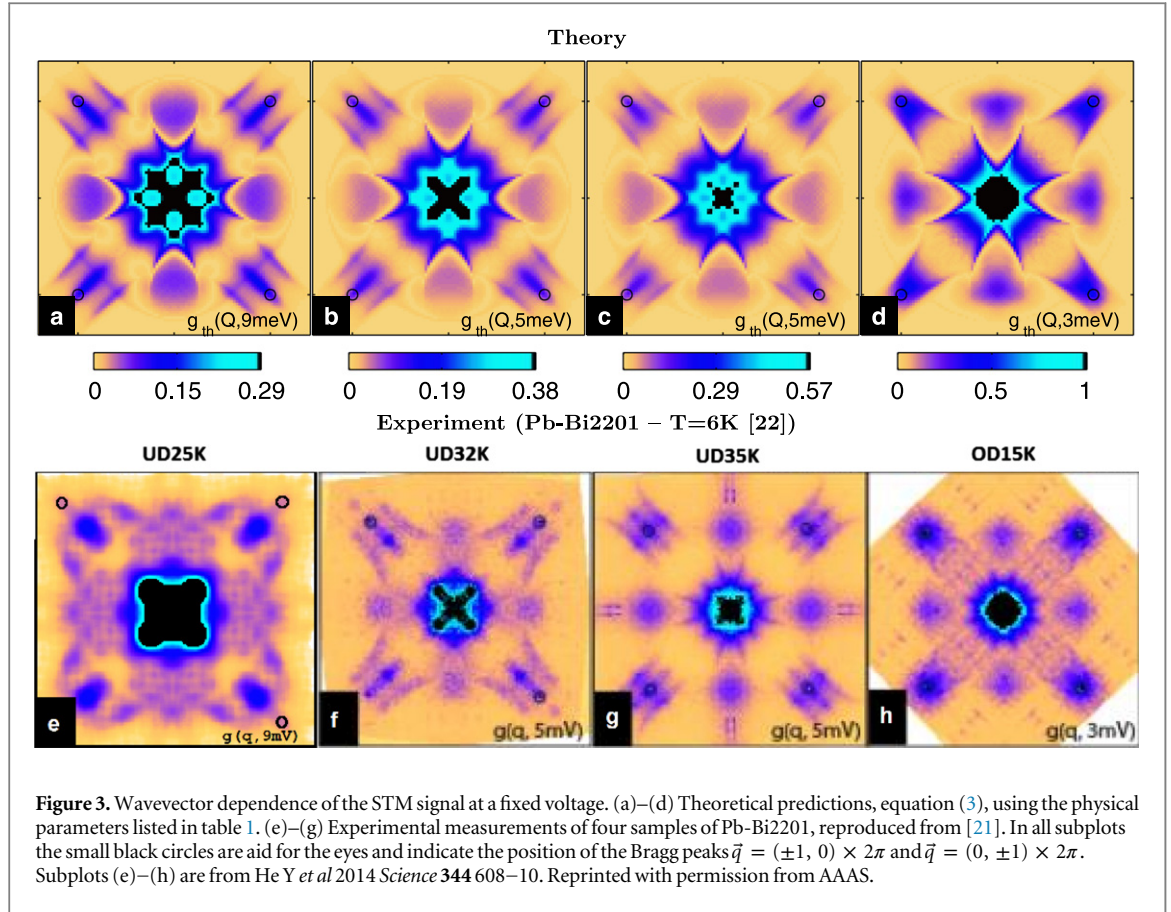 Theory
a
g_th(Q,9meV)
b
g_th(Q,5meV)
c
g_th(Q,5meV)
d
g_th(Q,3meV)
0 0.15 0.29
0 0.19 0.38
0 0.29 0.57
0 0.5 1
Experiment (Pb-Bi2201 – T=6K [22])
UD25K
UD32K
UD35K
OD15K
e
g(q,9mV)
f
g(q, 5mV)
g
g(q, 5mV)
h
g(q, 3mV)
Figure 3. Wavevector dependence of the STM signal at a fixed voltage. (a)–(d) Theoretical predictions, equation (3), using the physical
parameters listed in table 1. (e)–(g) Experimental measurements of four samples of Pb-Bi2201, reproduced from [21]. In all subplots
the small black circles are aid for the eyes and indicate the position of the Bragg peaks q⃗ = (±1, 0) × 2π and q⃗ = (0, ±1) × 2π.
Subplots (e)–(h) are from He Y et al 2014 Science 344 608–10. Reprinted with permission from AAAS.